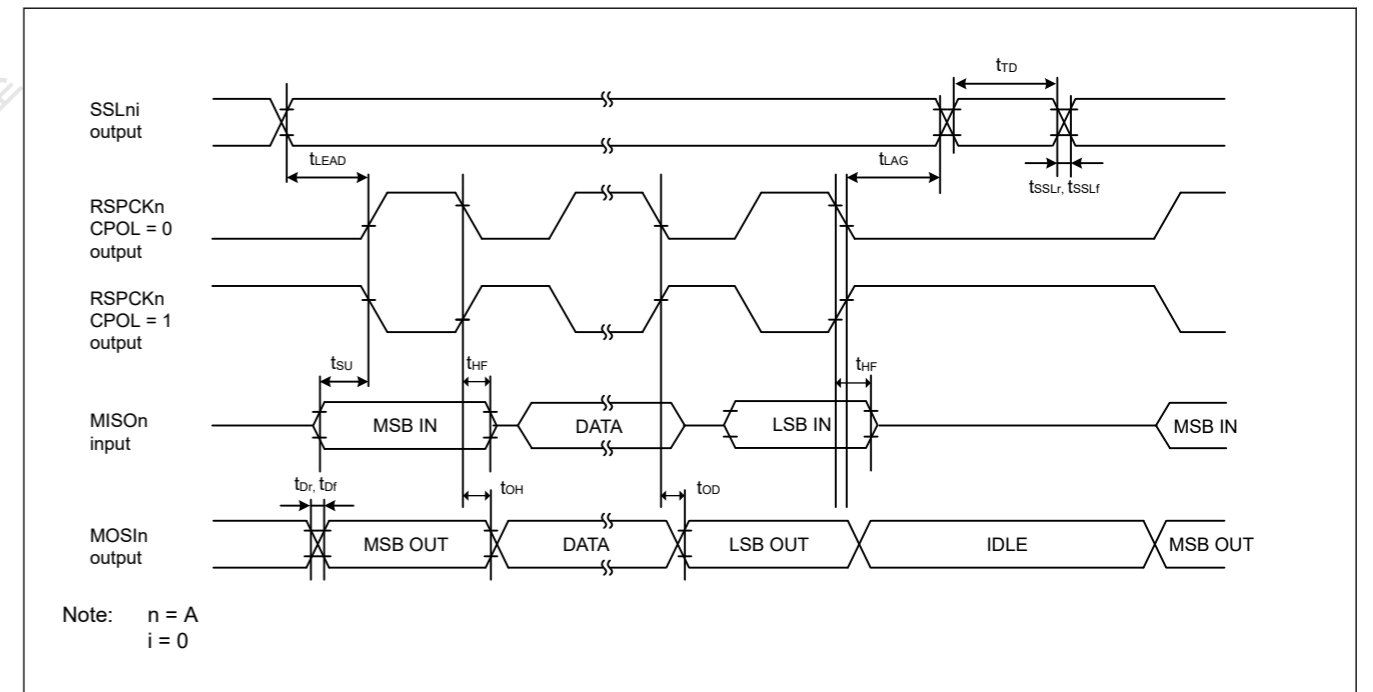 tTD
SSLni
output
tLEAD
tLAG
tSSLr, tSSLf
RSPCKn
CPOL = 0
output
RSPCKn
CPOL = 1
output
tSU
tHF
tHF
MISOn
input
MSB IN
DATA
LSB IN
MSB IN
tDr, tDf
tOH
tOD
MOSIn
output
MSB OUT
DATA
LSB OUT
IDLE
MSB OUT
Note: n = A
i = 0